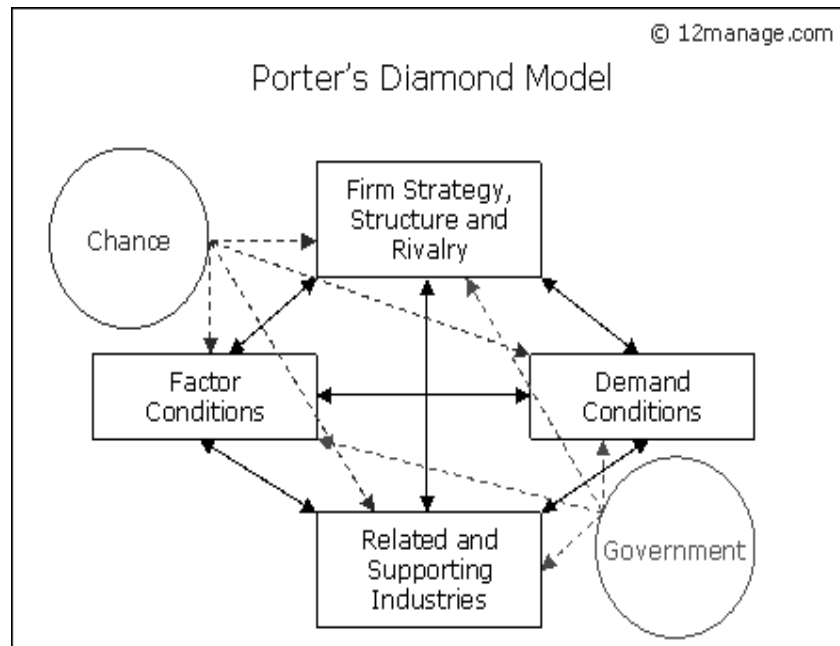 © 12manage.com
Porter's Diamond Model
Firm Strategy,
Structure and
Rivalry
Chance
Factor
Conditions
Demand
Conditions
Related and
Supporting
Industries
Government